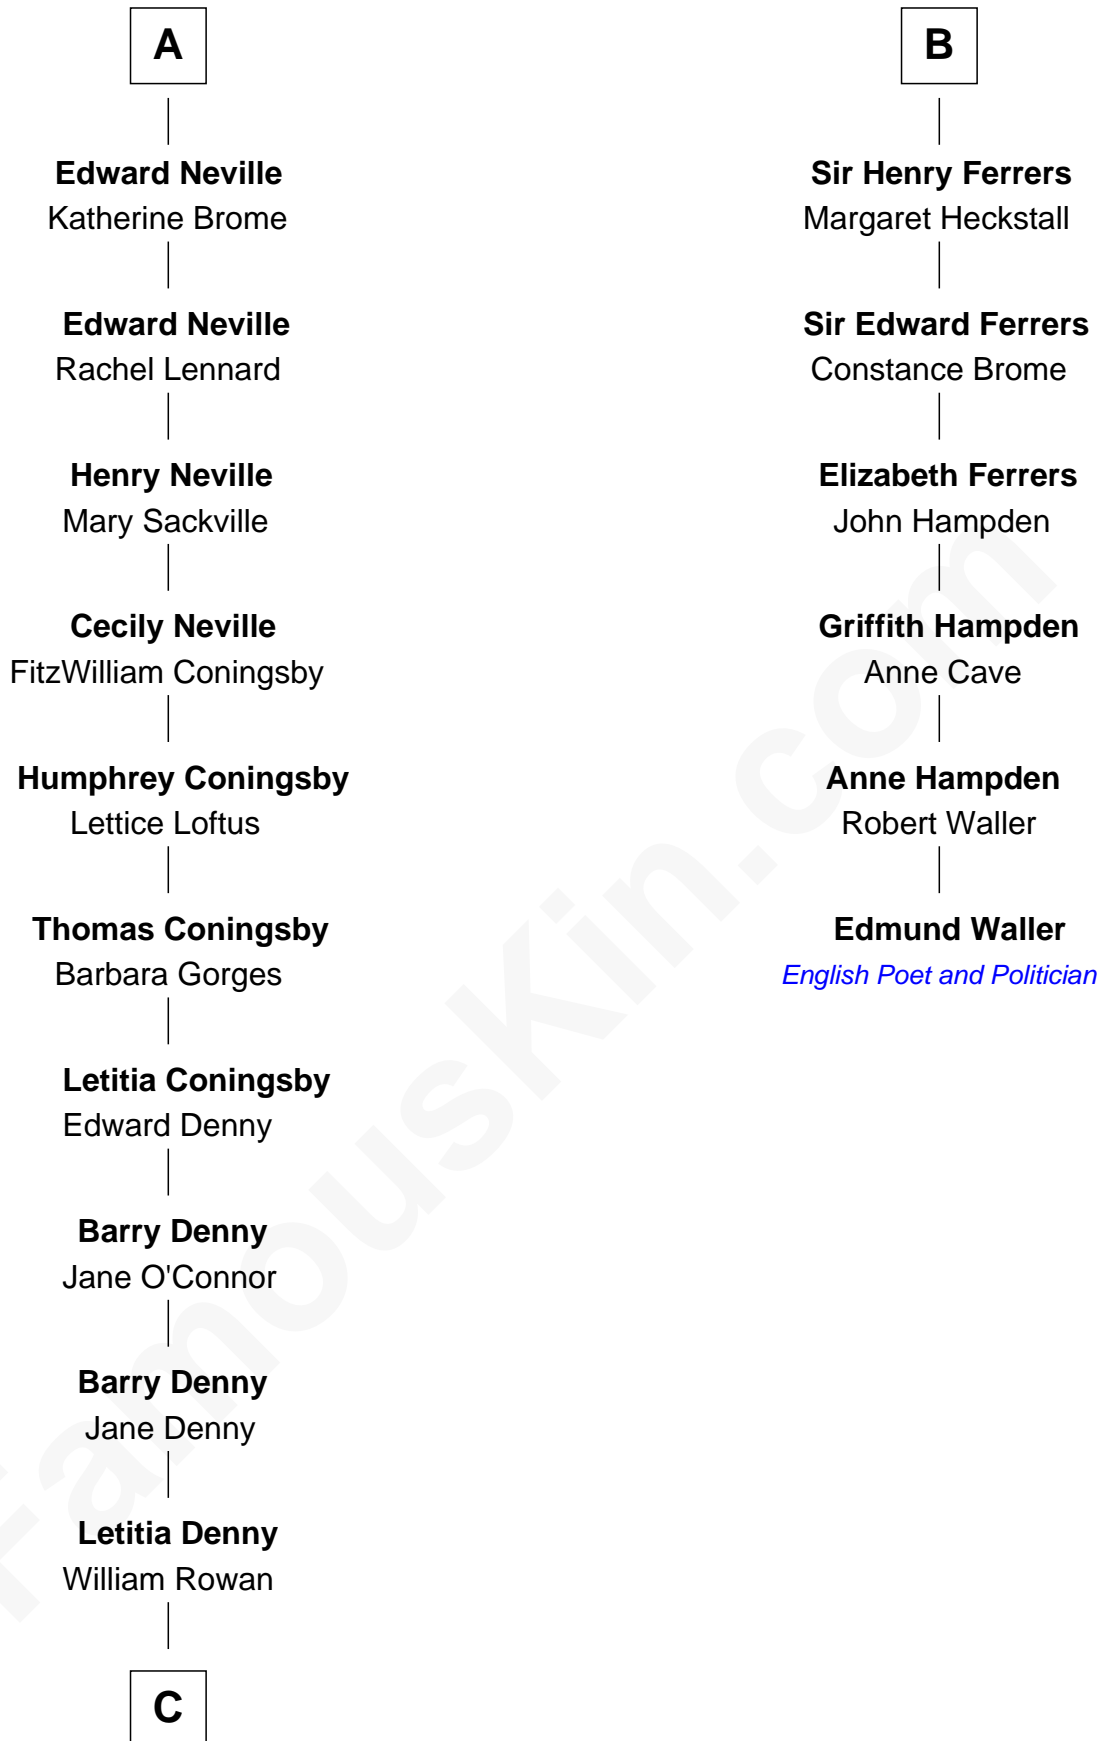 A
Edward Neville
Katherine Brome
Edward Neville
Rachel Lennard
Henry Neville
Mary Sackville
Cecily Neville
FitzWilliam Coningsby
Humphrey Coningsby
Lettice Loftus
Thomas Coningsby
Barbara Gorges
Letitia Coningsby
Edward Denny
Barry Denny
Jane O'Connor
Barry Denny
Jane Denny
Letitia Denny
William Rowan
C
B
Sir Henry Ferrers
Margaret Heckstall
Sir Edward Ferrers
Constance Brome
Elizabeth Ferrers
John Hampden
Griffith Hampden
Anne Cave
Anne Hampden
Robert Waller
Edmund Waller
English Poet and Politician
FamousKin.com